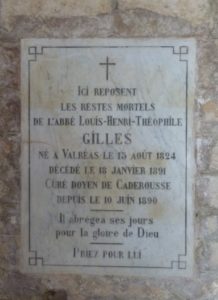 Ici reposent
les restes mortels
de l'abbé Louis-Henri-Théophile
GILLES
né à Valréas le 15 août 1824
décédé le 18 janvier 1891
Curé doyen de Caderousse
depuis le 10 juin 1890
Il abrégea ses jours
pour la gloire de Dieu
Priez pour lui